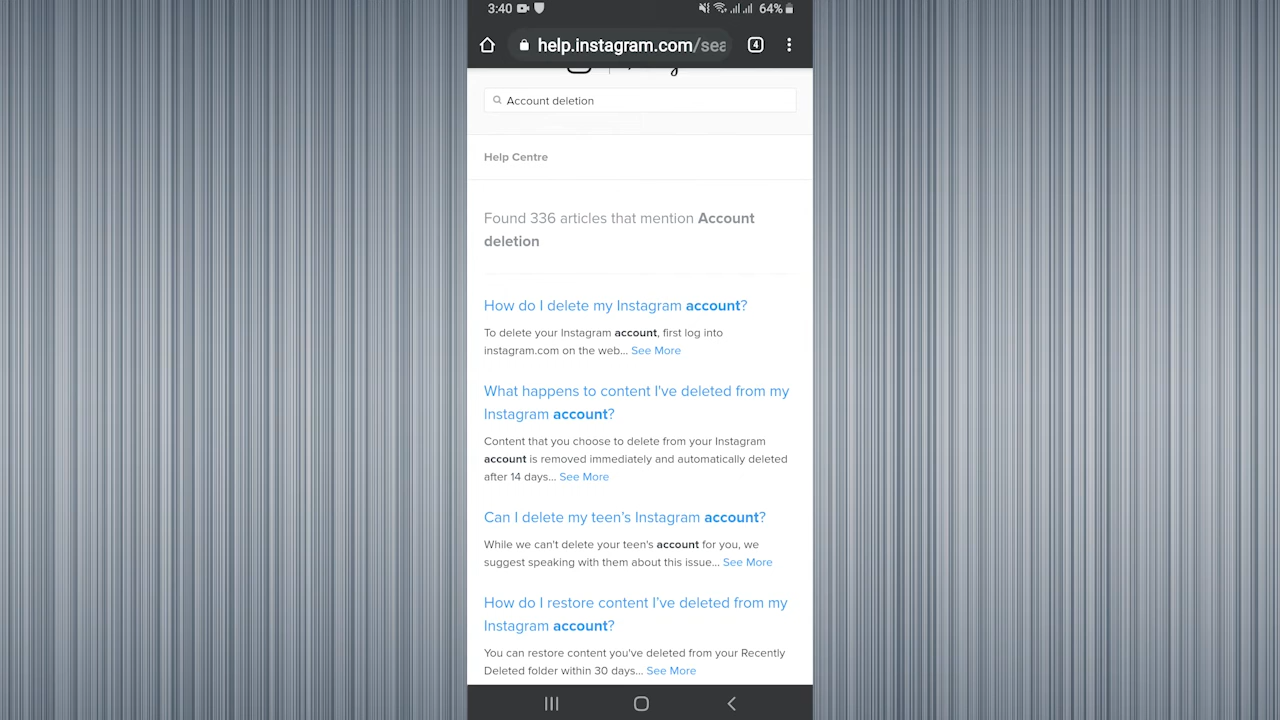 3:40 64%
help.instagram.com/sea 4
Account deletion
Help Centre
Found 336 articles that mention Account
deletion
How do I delete my Instagram account?
To delete your Instagram account, first log into
instagram.com on the web... See More
What happens to content I've deleted from my
Instagram account?
Content that you choose to delete from your Instagram
account is removed immediately and automatically deleted
after 14 days... See More
Can I delete my teen’s Instagram account?
While we can't delete your teen's account for you, we
suggest speaking with them about this issue... See More
How do I restore content I’ve deleted from my
Instagram account?
You can restore content you've deleted from your Recently
Deleted folder within 30 days... See More